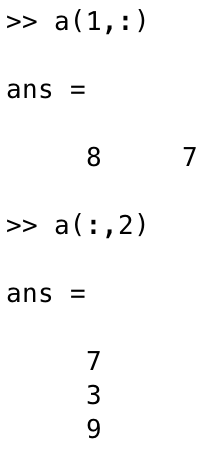 >> a(1,:)
ans =
8 7
>> a(:,2)
ans =
7
3
9